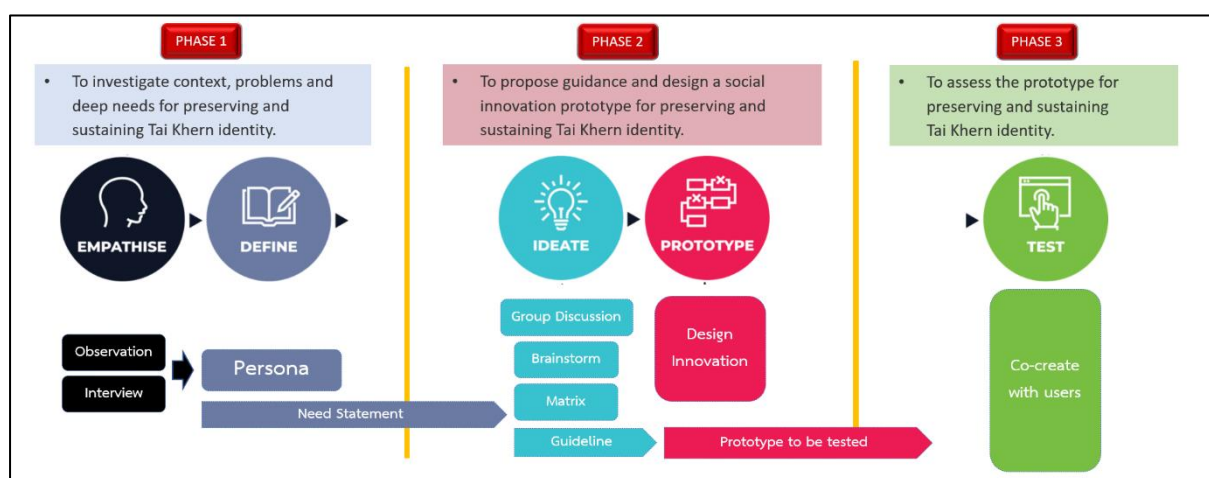 PHASE 1
• To investigate context, problems and
deep needs for preserving and
sustaining Tai Khern identity.
EMPATHISE
DEFINE
Observation
Interview
Persona
Need Statement
PHASE 2
• To propose guidance and design a social
innovation prototype for preserving and
sustaining Tai Khern identity.
IDEATE
PROTOTYPE
Group Discussion
Brainstorm
Matrix
Guideline
Design
Innovation
Prototype to be tested
PHASE 3
• To assess the prototype for
preserving and sustaining
Tai Khern identity.
TEST
Co-create
with users